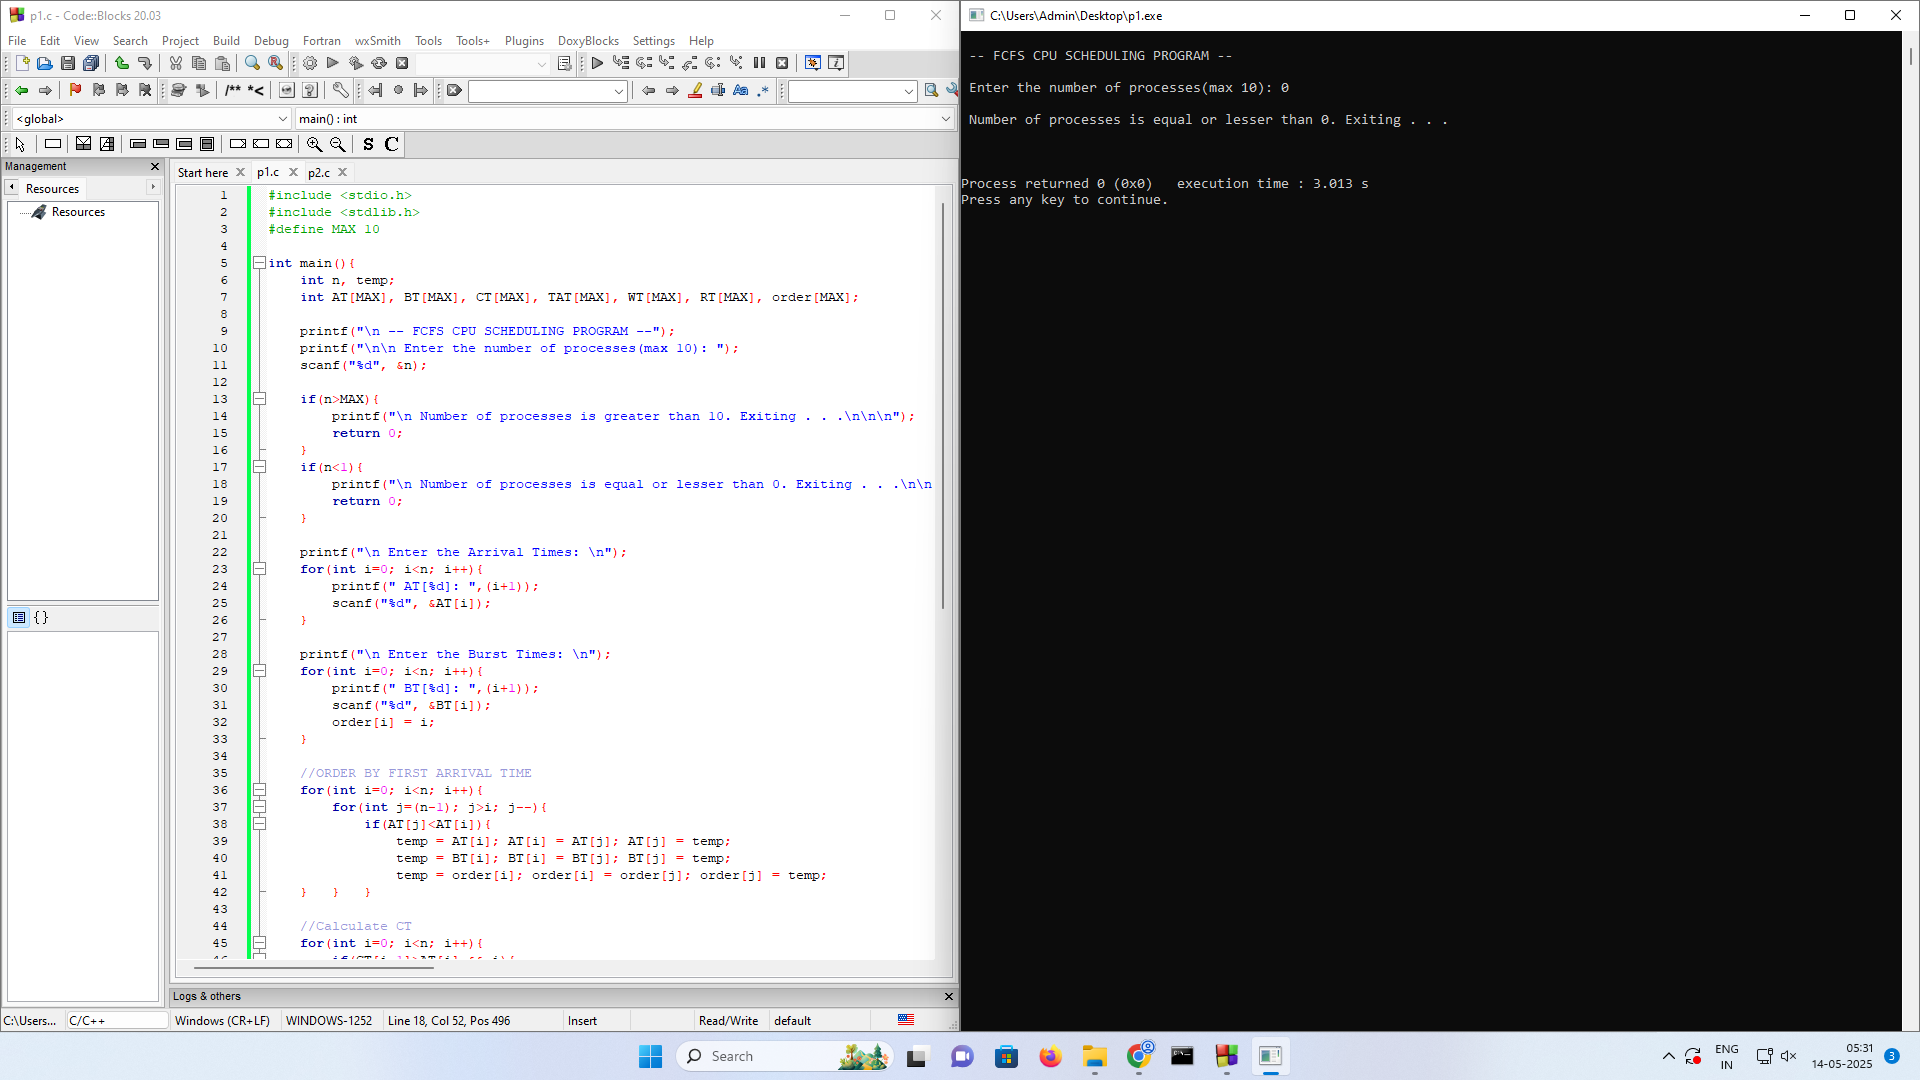 p1.c - Code::Blocks 20.03
File Edit View Search Project Build Debug Fortran wxSmith Tools Tools+ Plugins DoxyBlocks Settings Help
/** *<
Aa .*
<global> main() : int
S C
Management
Resources
Resources
{}
Start here p1.c p2.c
1 #include <stdio.h>
2 #include <stdlib.h>
3 #define MAX 10
4
5 int main(){
6 int n, temp;
7 int AT[MAX], BT[MAX], CT[MAX], TAT[MAX], WT[MAX], RT[MAX], order[MAX];
8
9 printf("\n -- FCFS CPU SCHEDULING PROGRAM --");
10 printf("\n\n Enter the number of processes(max 10): ");
11 scanf("%d", &n);
12
13 if(n>MAX){
14 printf("\n Number of processes is greater than 10. Exiting . . .\n\n\n");
15 return 0;
16 }
17 if(n<1){
18 printf("\n Number of processes is equal or lesser than 0. Exiting . . .\n\n
19 return 0;
20 }
21
22 printf("\n Enter the Arrival Times: \n");
23 for(int i=0; i<n; i++){
24 printf(" AT[%d]: ",(i+1));
25 scanf("%d", &AT[i]);
26 }
27
28 printf("\n Enter the Burst Times: \n");
29 for(int i=0; i<n; i++){
30 printf(" BT[%d]: ",(i+1));
31 scanf("%d", &BT[i]);
32 order[i] = i;
33 }
34
35 //ORDER BY FIRST ARRIVAL TIME
36 for(int i=0; i<n; i++){
37 for(int j=(n-1); j>i; j--){
38 if(AT[j]<AT[i]){
39 temp = AT[i]; AT[i] = AT[j]; AT[j] = temp;
40 temp = BT[i]; BT[i] = BT[j]; BT[j] = temp;
41 temp = order[i]; order[i] = order[j]; order[j] = temp;
42 } } }
43
44 //Calculate CT
45 for(int i=0; i<n; i++){
Logs & others
C:\Users... C/C++ Windows (CR+LF) WINDOWS-1252 Line 18, Col 52, Pos 496 Insert Read/Write default
C:\Users\Admin\Desktop\p1.exe
-- FCFS CPU SCHEDULING PROGRAM --
Enter the number of processes(max 10): 0
Number of processes is equal or lesser than 0. Exiting . . .
Process returned 0 (0x0) execution time : 3.013 s
Press any key to continue.
Search
ENG
IN
05:31
14-05-2025
3